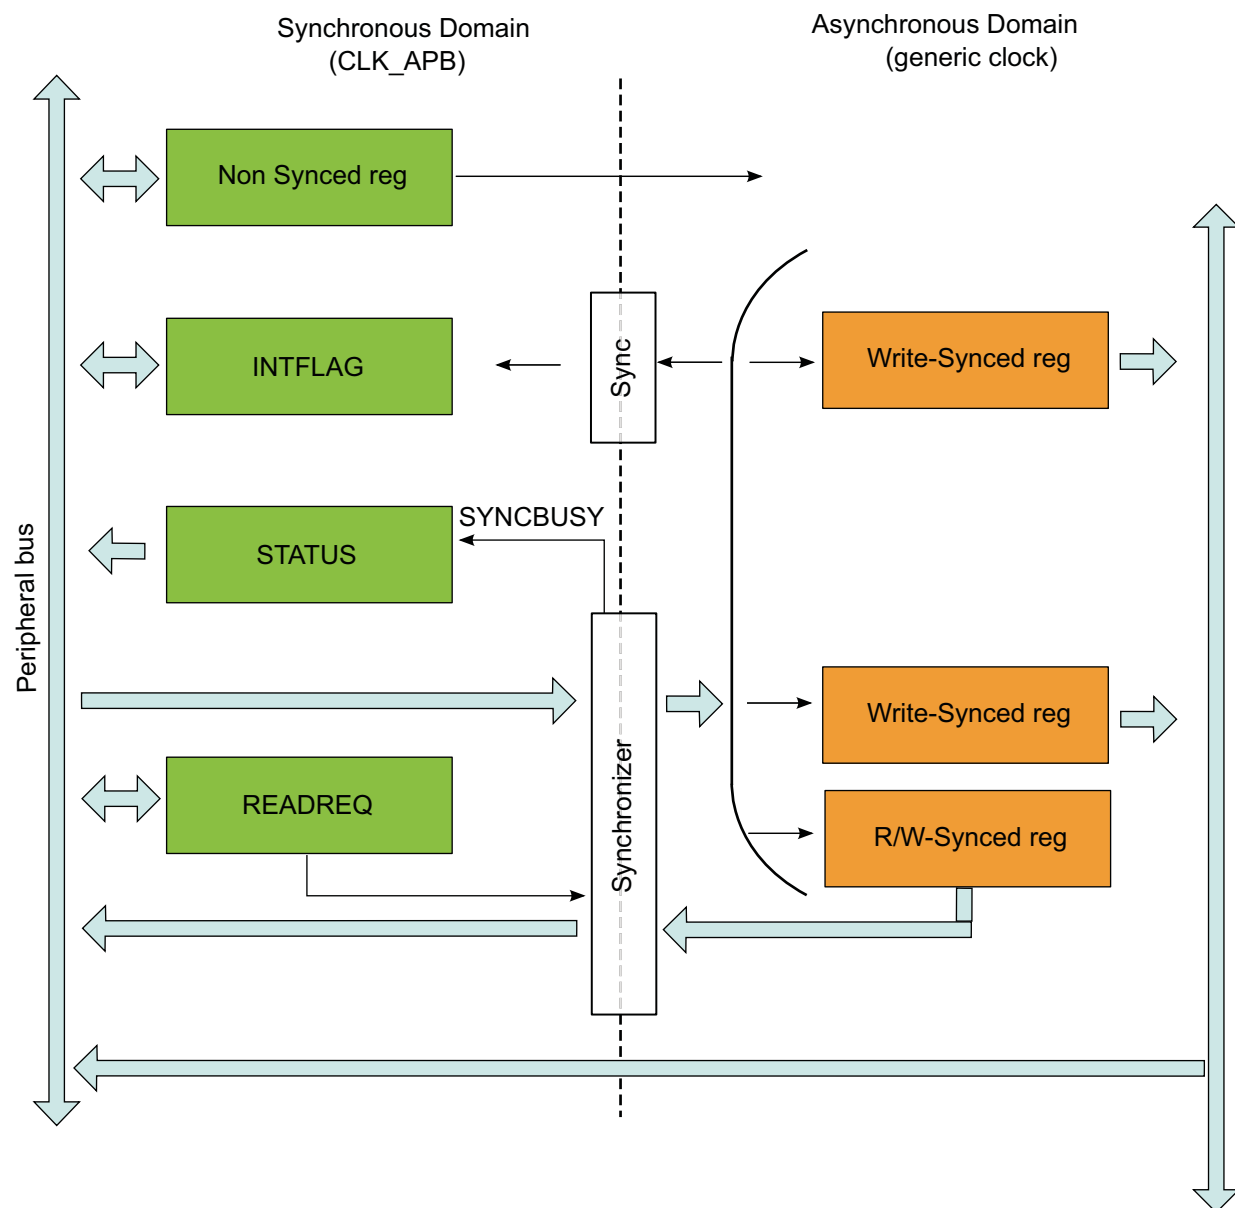 Synchronous Domain
(CLK_APB)
Asynchronous Domain
(generic clock)
Non Synced reg
INTFLAG
Sync
Write-Synced reg
SYNCBUSY
STATUS
Peripheral bus
Write-Synced reg
Synchronizer
READREQ
R/W-Synced reg